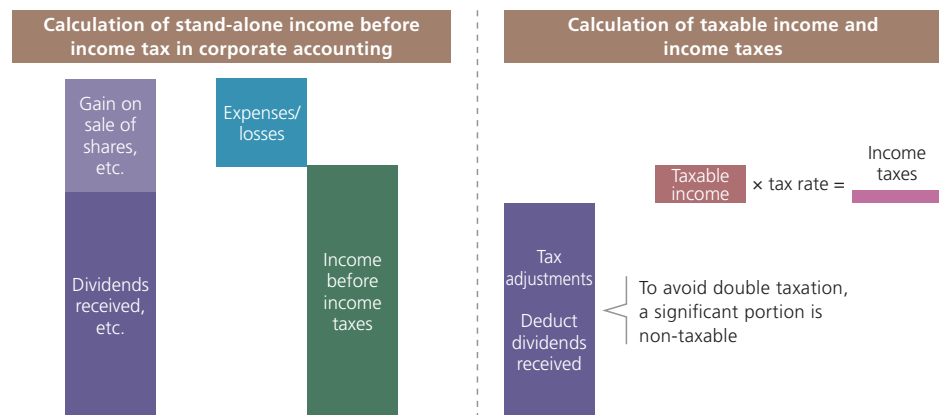 Calculation of stand-alone income before
income tax in corporate accounting
Gain on
sale of
shares,
etc.
Dividends
received,
etc.
Expenses/
losses
Income
before
income
taxes
Calculation of taxable income and
income taxes
Taxable
income
× tax rate =
Income
taxes
Tax
adjustments
Deduct
dividends
received
To avoid double taxation,
a significant portion is
non-taxable